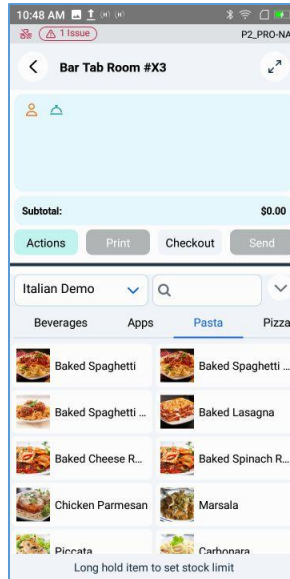 10:48 AM
1 Issue
P2_PRO-NA
Bar Tab Room #X3
Subtotal: $0.00
Actions Print Checkout Send
Italian Demo
Beverages Apps Pasta Pizza
Baked Spaghetti Baked Spaghetti ...
Baked Spaghetti ... Baked Lasagna
Baked Cheese R... Baked Spinach R...
Chicken Parmesan Marsala
Piccata Carbonara
Long hold item to set stock limit